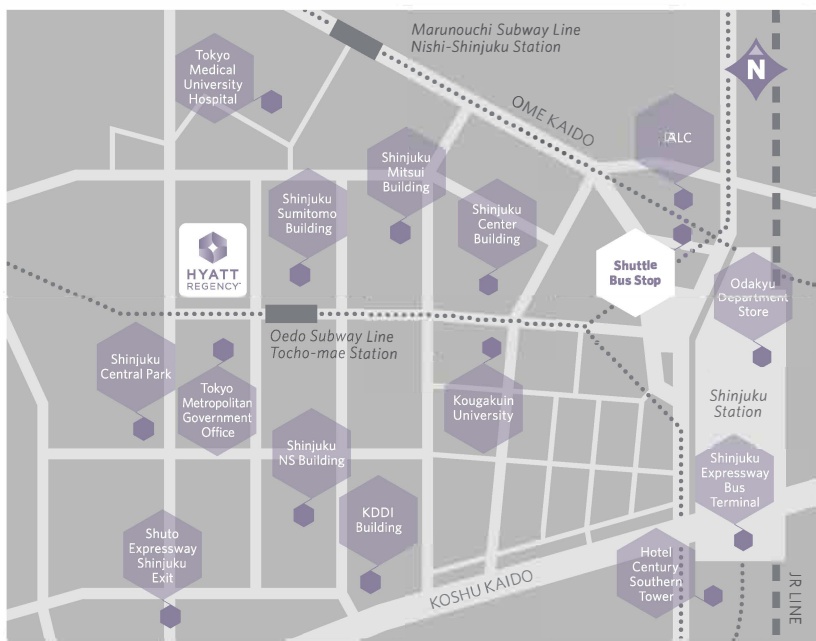 Marunouchi Subway Line
Nishi-Shinjuku Station
Tokyo
Medical
University
Hospital
N
OME KAIDO
ALC
Shinjuku
Mitsui
Building
Shinjuku
Sumitomo
Building
Shinjuku
Center
Building
HYATT
REGENCY™
Shuttle
Bus Stop
Odakyu
Department
Store
Oedo Subway Line
Tocho-mae Station
Shinjuku
Central Park
Tokyo
Metropolitan
Government
Office
Kougakuin
University
Shinjuku
Station
Shinjuku
NS Building
Shinjuku
Expressway
Bus
Terminal
KDDI
Building
Shuto
Expressway
Shinjuku
Exit
Hotel
Century
Southern
Tower
KOSHU KAIDO
JR LINE